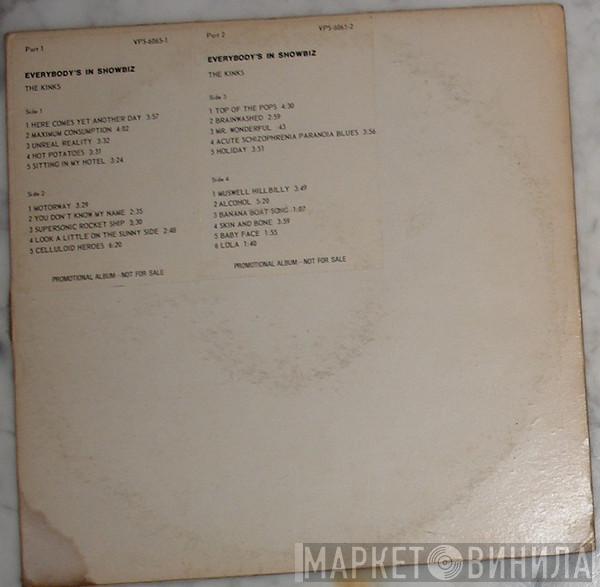 Part 1
VPS-6065-1
EVERYBODY'S IN SHOWBIZ
THE KINKS
Side 1
1 HERE COMES YET ANOTHER DAY 3:57
2 MAXIMUM CONSUMPTION 4:02
3 UNREAL REALITY 3:32
4 HOT POTATOES 3:31
5 SITTING IN MY HOTEL 3:24
Side 2
1 MOTORWAY 3:29
2 YOU DON'T KNOW MY NAME 2:35
3 SUPERSONIC ROCKET SHIP 3:30
4 LOOK A LITTLE ON THE SUNNY SIDE 2:48
5 CELLULOID HEROES 6:20
PROMOTIONAL ALBUM--NOT FOR SALE
Part 2
VPS-6065-2
EVERYBODY'S IN SHOWBIZ
THE KINKS
Side 3
1 TOP OF THE POPS 4:30
2 BRAINWASHED 2:59
3 MR. WONDERFUL :43
4 ACUTE SCHIZOPHRENIA PARANOIA BLUES 3:56
5 HOLIDAY 3:51
Side 4
1 MUSWELL HILLBILLY 3:49
2 ALCOHOL 5:20
3 BANANA BOAT SONG 1:07
4 SKIN AND BONE 3:59
5 BABY FACE 1:55
6 LOLA 1:40
PROMOTIONAL ALBUM--NOT FOR SALE
МАРКЕТ ВИНИЛА